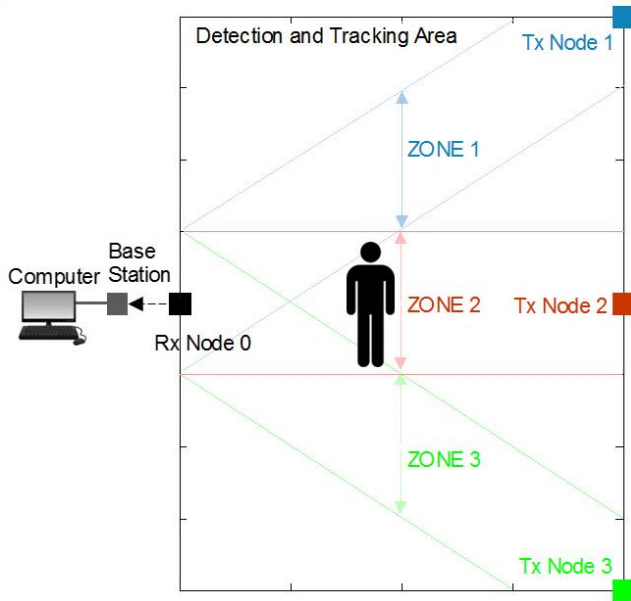 Detection and Tracking Area
Tx Node 1
ZONE 1
Base
Station
Computer
ZONE 2
Tx Node 2
Rx Node 0
ZONE 3
Tx Node 3